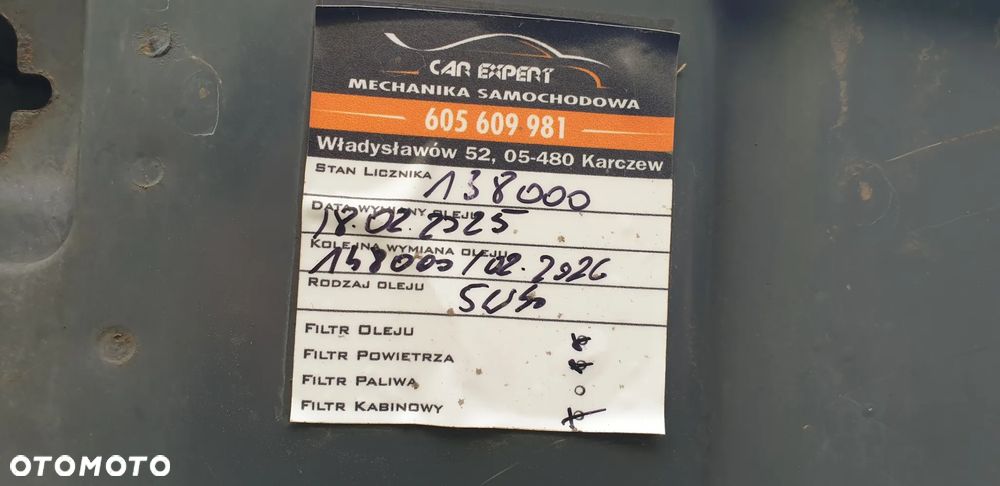 CAR EXPERT
MECHANIKA SAMOCHODOWA
605 609 981
Władysławów 52, 05-480 Karczew
STAN LICZNIKA 138000
DATA WYMIANY OLEJU
18.02.2025
KOLEJNA WYMIANA OLEJU
148000/02.2026
RODZAJ OLEJU
FILTR OLEJU
FILTR POWIETRZA
FILTR PALIWA
FILTR KABINOWY
OTOMOTO